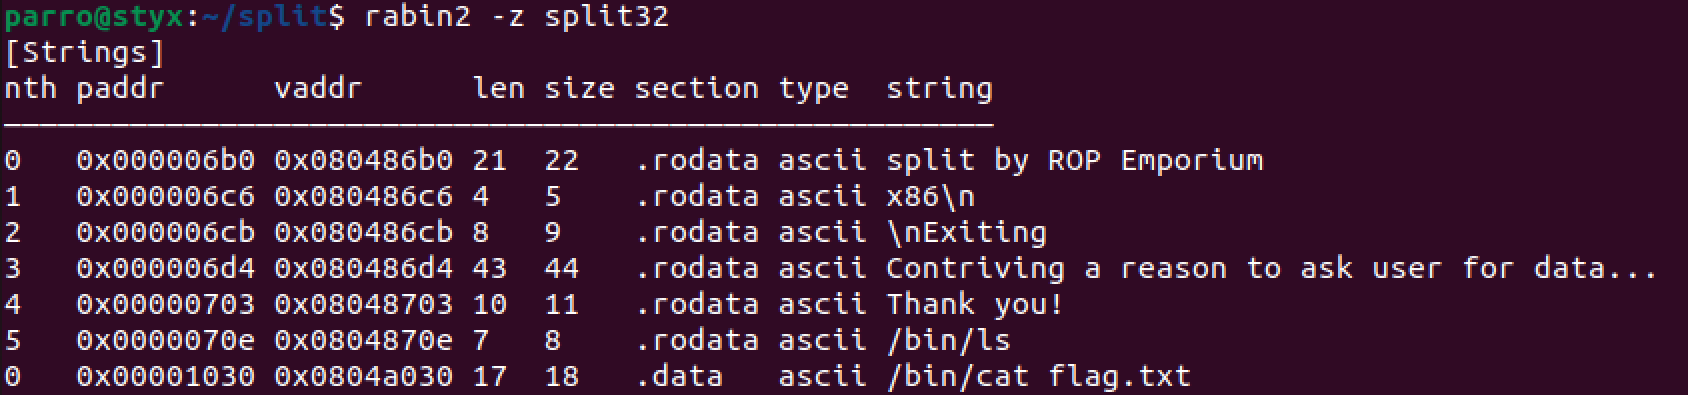 parro@styx:~/split$ rabin2 -z split32
[Strings]
nth paddr      vaddr      len size section type  string
―――――――――――――――――――――――――――――――――――――――――――――――――――――――
0   0x000006b0 0x080486b0 21  22   .rodata ascii split by ROP Emporium
1   0x000006c6 0x080486c6 4   5    .rodata ascii x86\n
2   0x000006cb 0x080486cb 8   9    .rodata ascii \nExiting
3   0x000006d4 0x080486d4 43  44   .rodata ascii Contriving a reason to ask user for data...
4   0x00000703 0x08048703 10  11   .rodata ascii Thank you!
5   0x0000070e 0x0804870e 7   8    .rodata ascii /bin/ls
0   0x00001030 0x0804a030 17  18   .data   ascii /bin/cat flag.txt